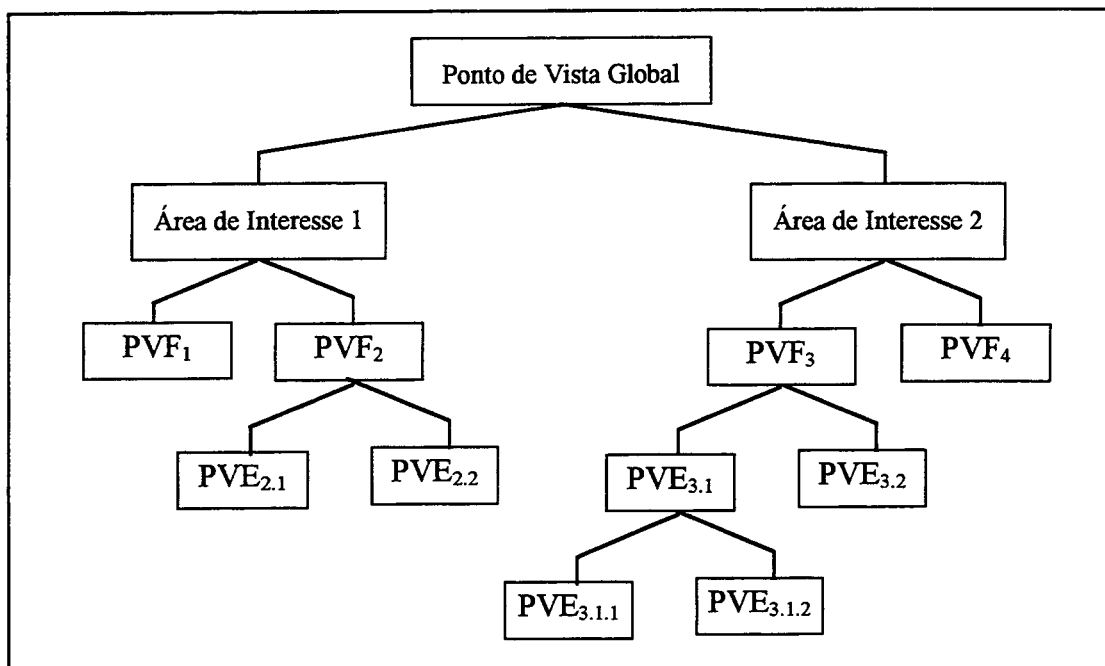 Ponto de Vista Global
Área de Interesse 1
Área de Interesse 2
PVF₁
PVF₂
PVF₃
PVF₄
PVE₂.₁
PVE₂.₂
PVE₃.₁
PVE₃.₂
PVE₃.₁.₁
PVE₃.₁.₂